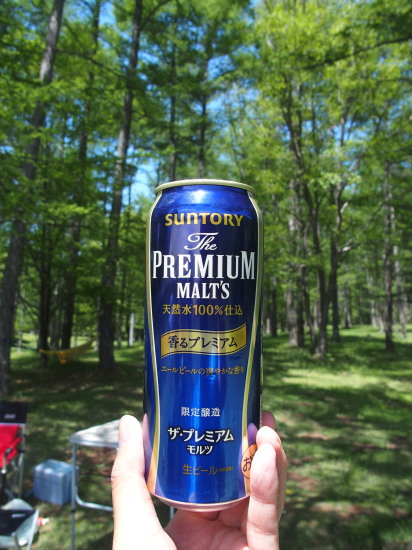 SUNTORY
The
PREMIUM
MALT'S
天然水100%仕込
香るプレミアム
エールビールの爽やかな香り
限定醸造
ザ・プレミアム
モルツ
生ビール
お